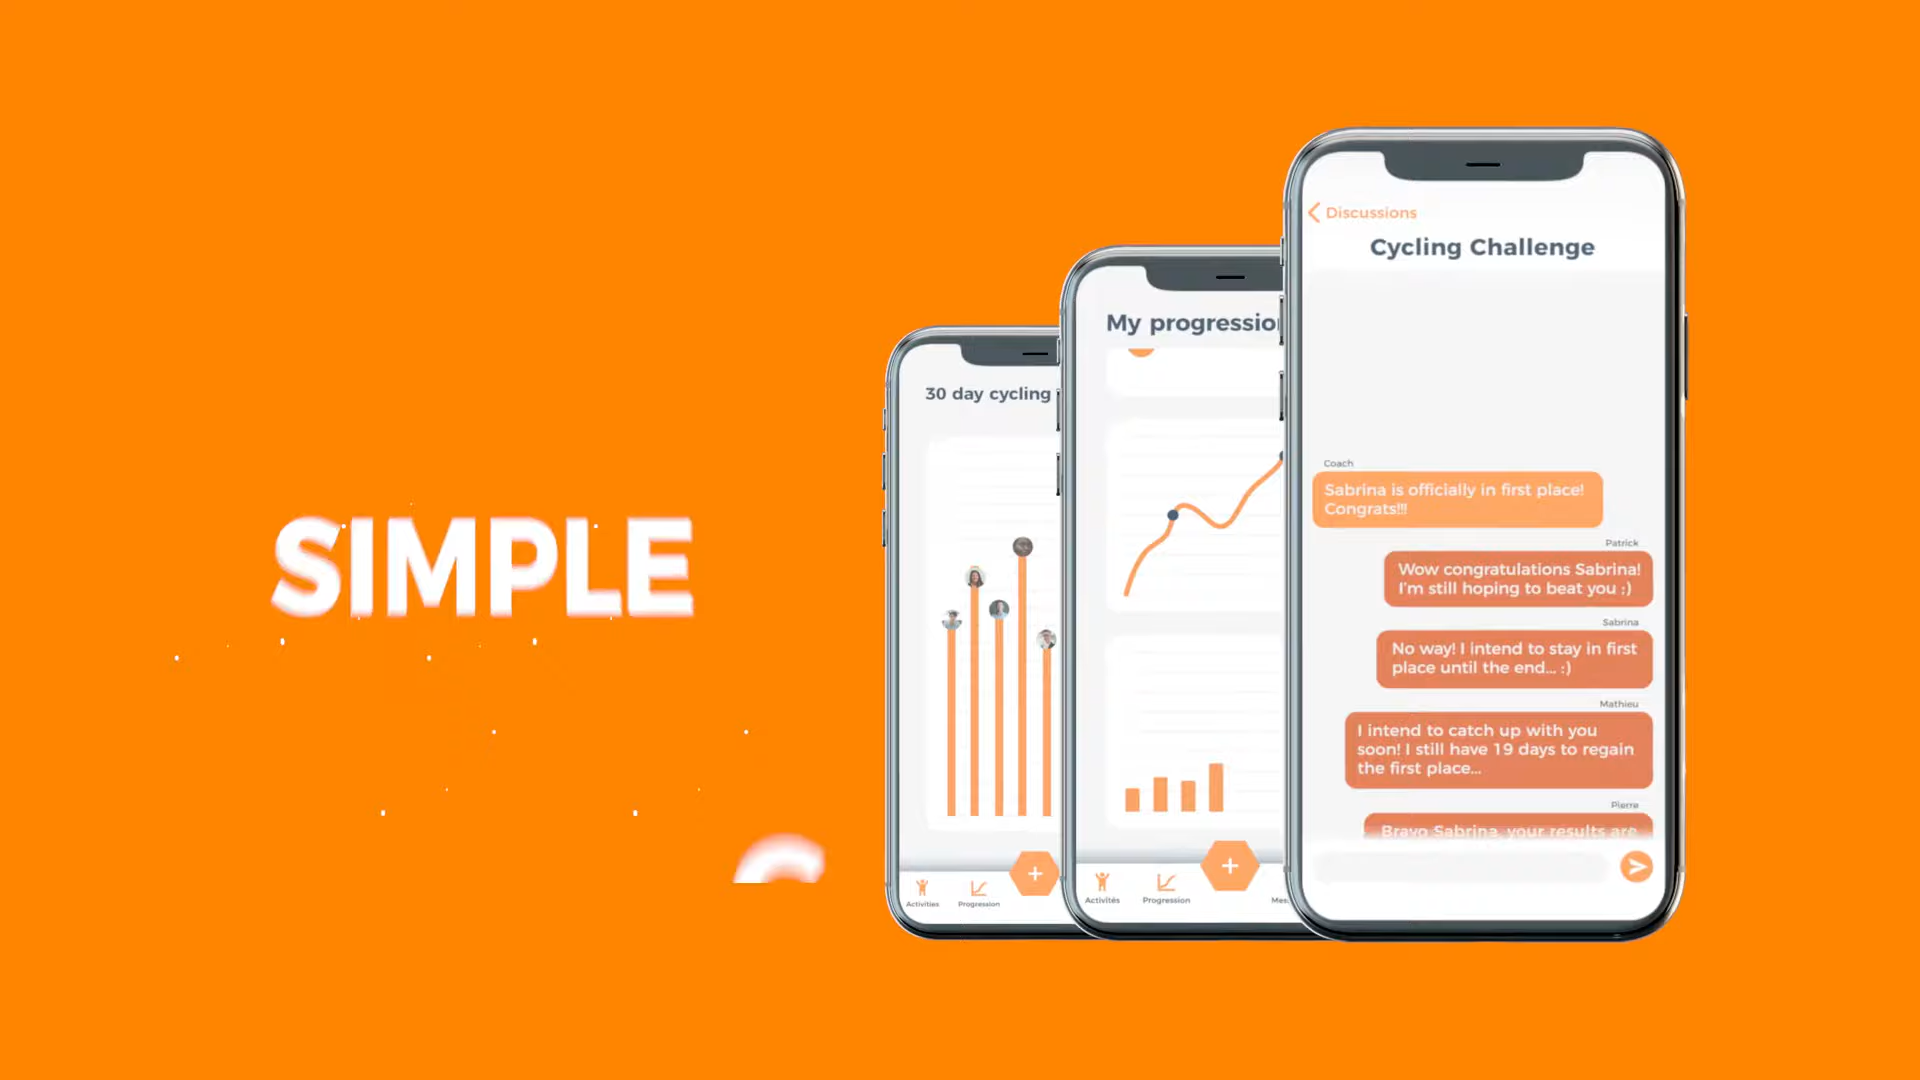 SIMPLE
30 day cycling
Activities
Progression
My progressio
Activités
Progression
Mes
Discussions
Cycling Challenge
Coach
Sabrina is officially in first place!
Congrats!!!
Patrick
Wow congratulations Sabrina!
I'm still hoping to beat you :)
Sabrina
No way! I intend to stay in first
place until the end... :)
Mathieu
I intend to catch up with you
soon! I still have 19 days to regain
the first place...
Pierre
Bravo Sabrina, your results are